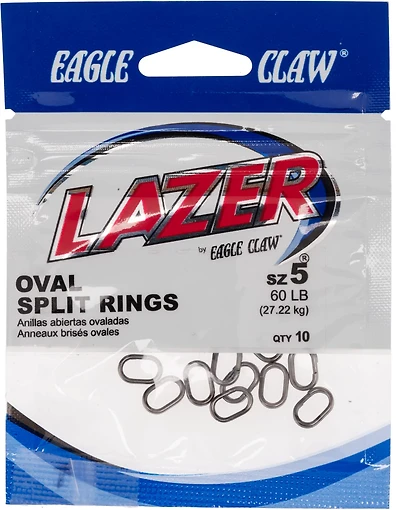 EAGLE CLAW®
LAZER®
by EAGLE CLAW®
OVAL
SPLIT RINGS
Anillas abiertas ovaladas
Anneaux brisés ovales
SZ 5
60 LB
(27.22 kg)
QTY 10